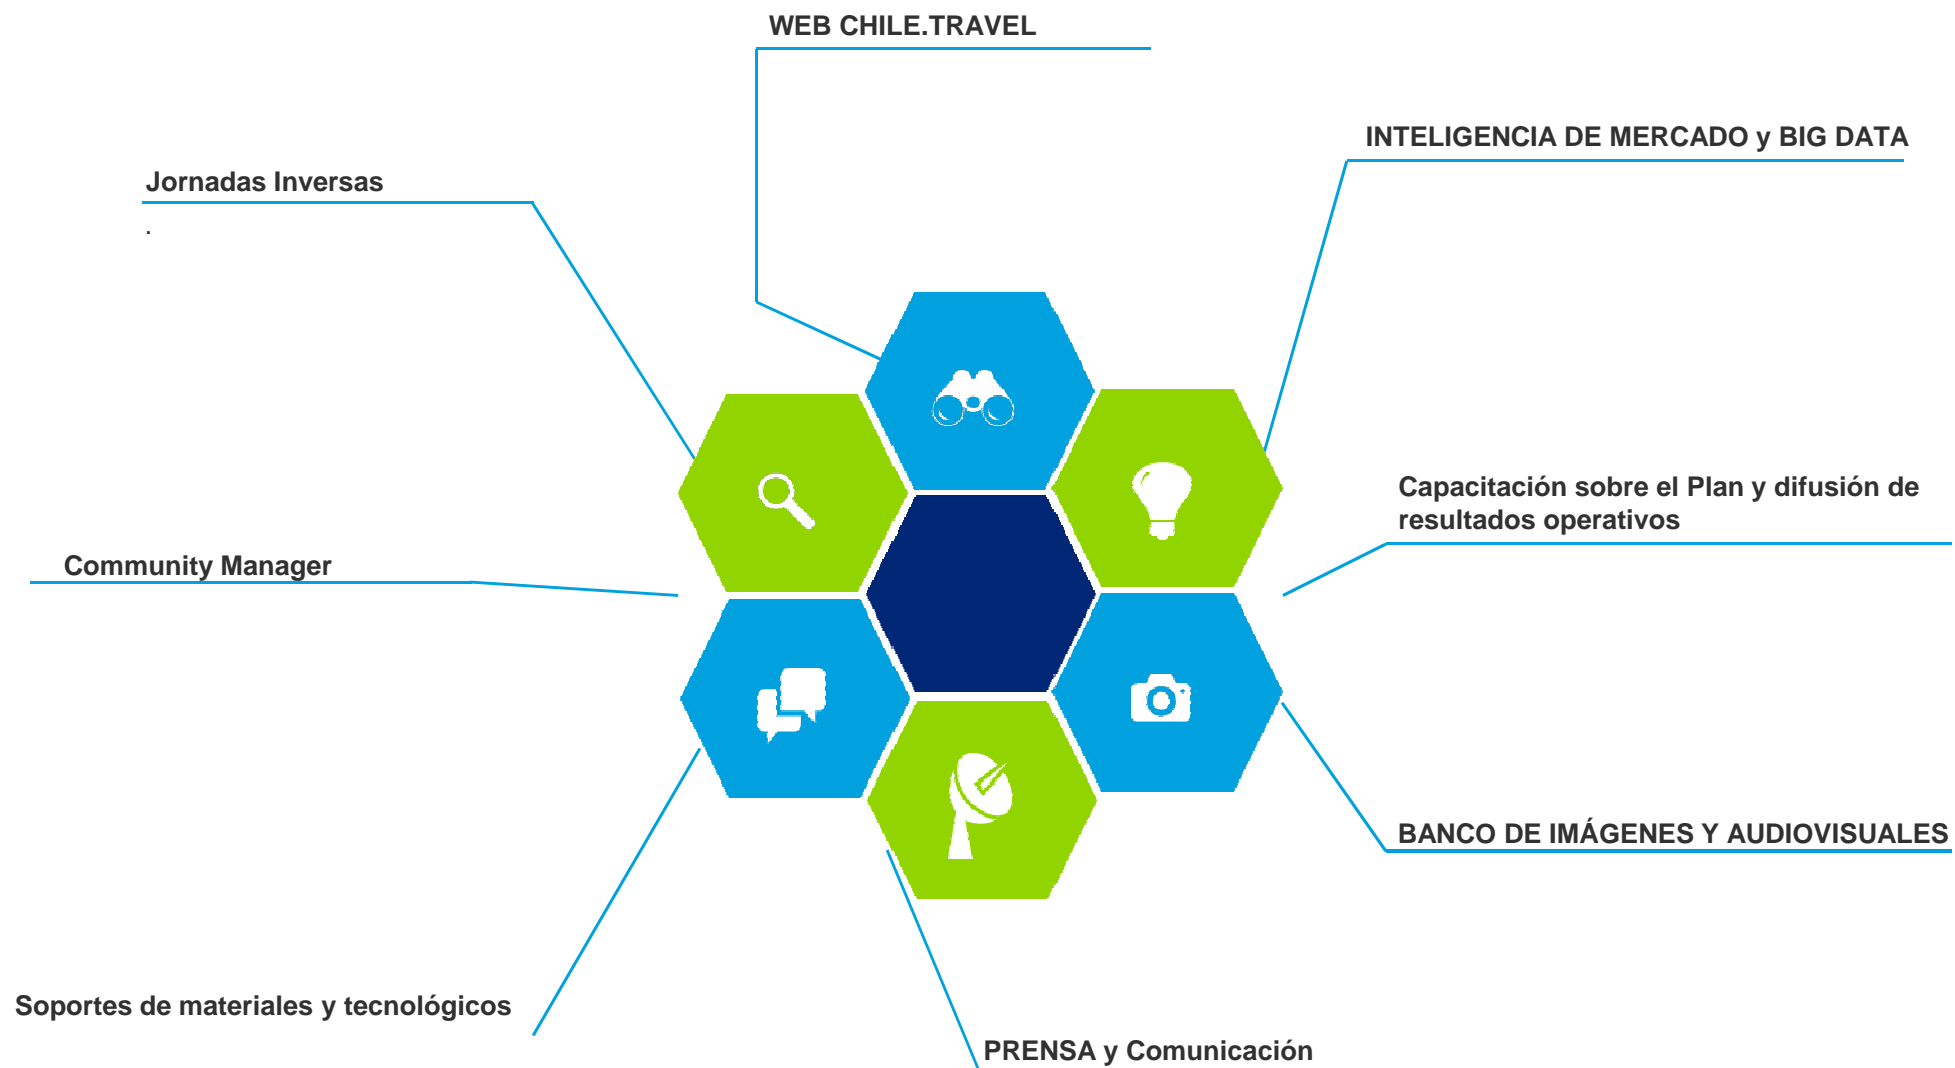 WEB CHILE.TRAVEL
INTELIGENCIA DE MERCADO y BIG DATA
Jornadas Inversas
.
Capacitación sobre el Plan y difusión de
resultados operativos
Community Manager
BANCO DE IMÁGENES Y AUDIOVISUALES
Soportes de materiales y tecnológicos
PRENSA y Comunicación